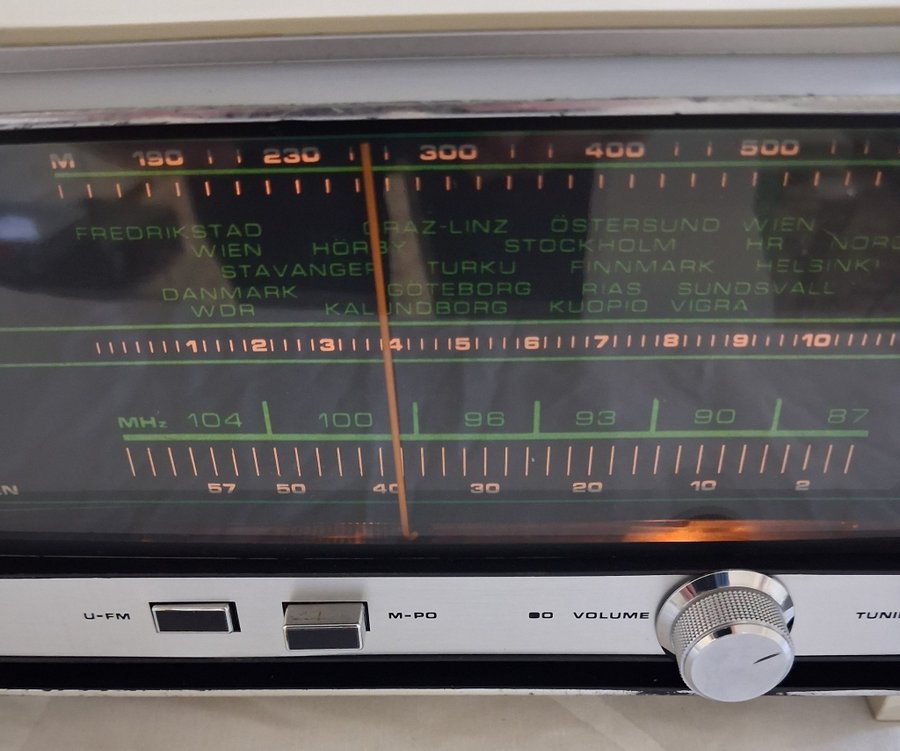 M 190 230 300 400 500
FREDRIKSTAD GRAZ-LINZ ÖSTERSUND WIEN
WIEN HÖRBY STOCKHOLM HR
STAVANGER TURKU FINNMARK HELSINKI
DANMARK GÖTEBORG RIAS SUNDSVALL
WDR KALUNDBORG KUOPIO VIGRA
1 2 3 4 5 6 7 8 9 10
MHz 104 100 96 93 90 87
57 50 40 30 20 10 2
U-FM M-PO VOLUME